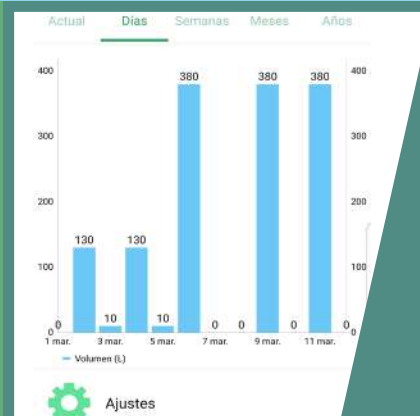 Actual Días Semanas Meses Años
400 400
380 380 380
300 300
200 200
130 130
100 100
10 10
0 0 0 0 0 0 0
1 mar. 3 mar. 5 mar. 7 mar. 9 mar. 11 mar.
Volumen (L)
Ajustes